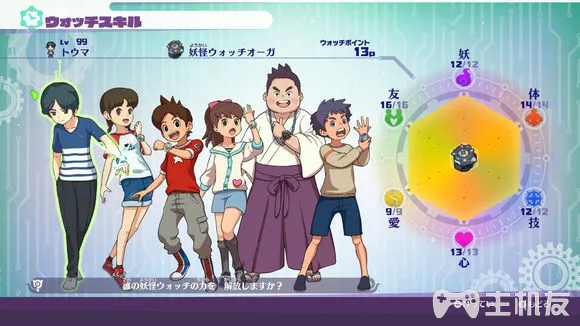 ウォッチスキル
Lv 99
トウマ
ようかい
妖怪ウォッチオーガ
ウォッチポイント
13p
妖
12/12
友
16/16
体
14/14
愛
9/9
技
12/12
心
13/13
誰の妖怪ウォッチの力を 解放しますか？
主机友